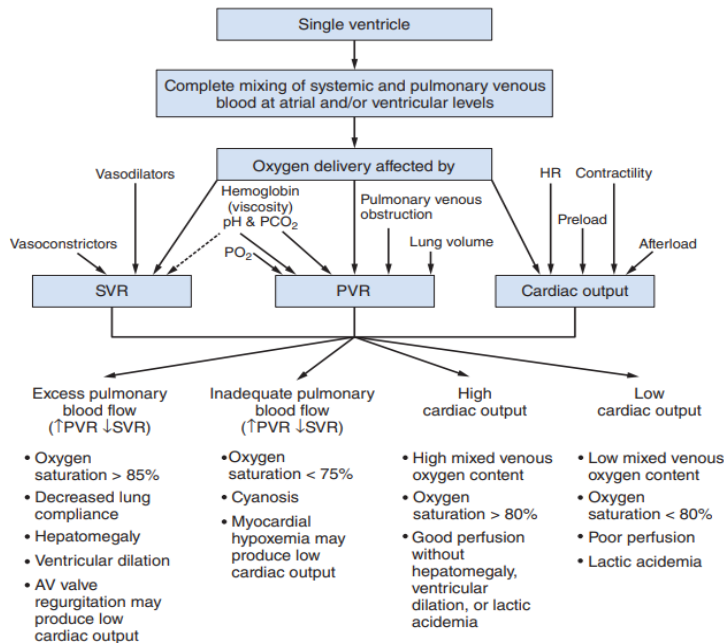 Single ventricle
Complete mixing of systemic and pulmonary venous
blood at atrial and/or ventricular levels
Oxygen delivery affected by
Vasodilators
Vasoconstrictors
Hemoglobin
(viscosity)
pH & PCO₂
PO₂
Pulmonary venous
obstruction
Lung volume
HR
Contractility
Preload
Afterload
SVR
PVR
Cardiac output
Excess pulmonary
blood flow
(↑PVR ↓SVR)
• Oxygen
saturation > 85%
• Decreased lung
compliance
• Hepatomegaly
• Ventricular dilation
• AV valve
regurgitation may
produce low
cardiac output
Inadequate pulmonary
blood flow
(↑PVR ↓SVR)
• Oxygen
saturation < 75%
• Cyanosis
• Myocardial
hypoxemia may
produce low
cardiac output
High
cardiac output
• High mixed venous
oxygen content
• Oxygen
saturation > 80%
• Good perfusion
without
hepatomegaly,
ventricular
dilation, or lactic
acidemia
Low
cardiac output
• Low mixed venous
oxygen content
• Oxygen
saturation < 80%
• Poor perfusion
• Lactic acidemia